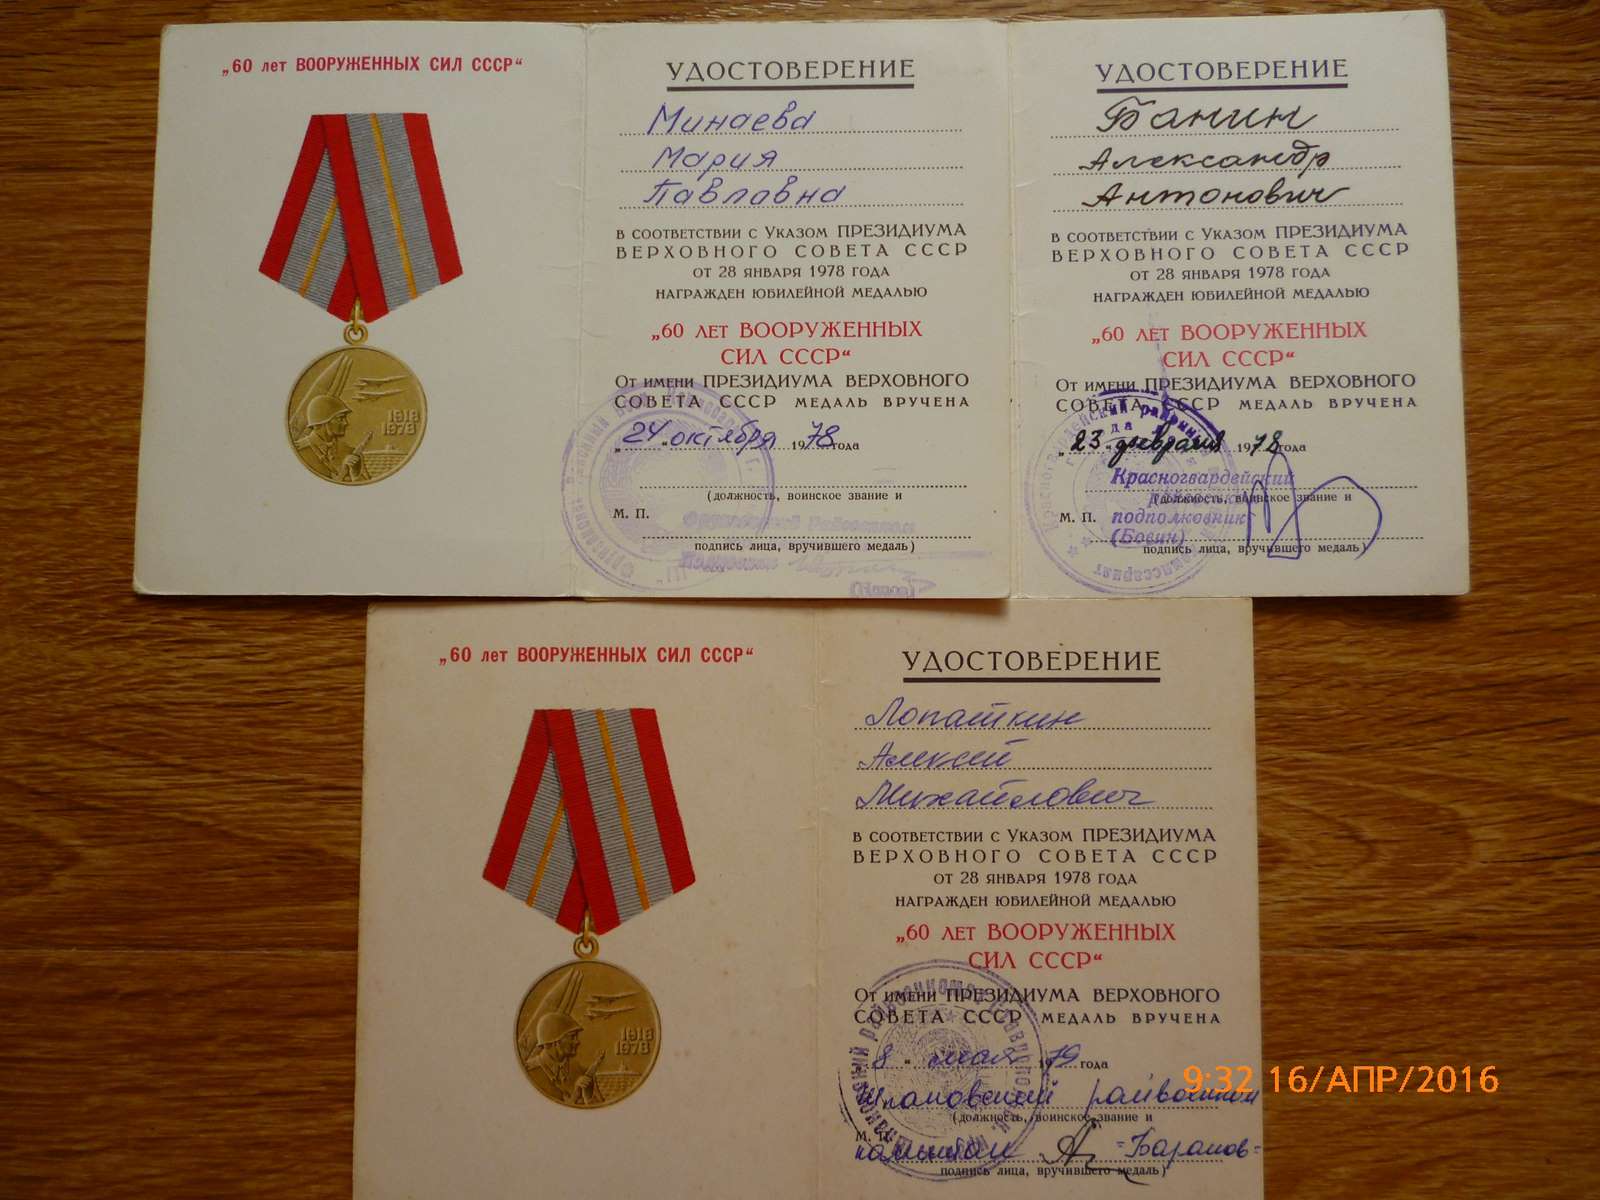 „60 лет ВООРУЖЕННЫХ СИЛ СССР“
1918
1978
УДОСТОВЕРЕНИЕ
Минаева
Мария
Павловна
В СООТВЕТСТВИИ С УКАЗОМ ПРЕЗИДИУМА
ВЕРХОВНОГО СОВЕТА СССР
ОТ 28 ЯНВАРЯ 1978 ГОДА
НАГРАЖДЕН ЮБИЛЕЙНОЙ МЕДАЛЬЮ
„60 ЛЕТ ВООРУЖЕННЫХ
СИЛ СССР“
ОТ ИМЕНИ ПРЕЗИДИУМА ВЕРХОВНОГО
СОВЕТА СССР МЕДАЛЬ ВРУЧЕНА
„24“ октября 1978 года
(должность, воинское звание и
М. П.
подпись лица, вручившего медаль)
УДОСТОВЕРЕНИЕ
Банин
Александр
Антонович
В СООТВЕТСТВИИ С УКАЗОМ ПРЕЗИДИУМА
ВЕРХОВНОГО СОВЕТА СССР
ОТ 28 ЯНВАРЯ 1978 ГОДА
НАГРАЖДЕН ЮБИЛЕЙНОЙ МЕДАЛЬЮ
„60 ЛЕТ ВООРУЖЕННЫХ
СИЛ СССР“
ОТ ИМЕНИ ПРЕЗИДИУМА ВЕРХОВНОГО
СОВЕТА СССР МЕДАЛЬ ВРУЧЕНА
„23“ февраля 1978 года
Красногвардейский
(должность, воинское звание и
М. П. подполковник
(Бовин)
подпись лица, вручившего медаль)
„60 лет ВООРУЖЕННЫХ СИЛ СССР“
1918
1978
УДОСТОВЕРЕНИЕ
Лопаткин
Алексей
Михайлович
В СООТВЕТСТВИИ С УКАЗОМ ПРЕЗИДИУМА
ВЕРХОВНОГО СОВЕТА СССР
ОТ 28 ЯНВАРЯ 1978 ГОДА
НАГРАЖДЕН ЮБИЛЕЙНОЙ МЕДАЛЬЮ
„60 ЛЕТ ВООРУЖЕННЫХ
СИЛ СССР“
ОТ ИМЕНИ ПРЕЗИДИУМА ВЕРХОВНОГО
СОВЕТА СССР МЕДАЛЬ ВРУЧЕНА
„8“ мая 1979 года
Шпаковский райвоенком
(должность, воинское звание и
М. П.
капитан =Баранов=
подпись лица, вручившего медаль)
9:32 16/АПР/2016